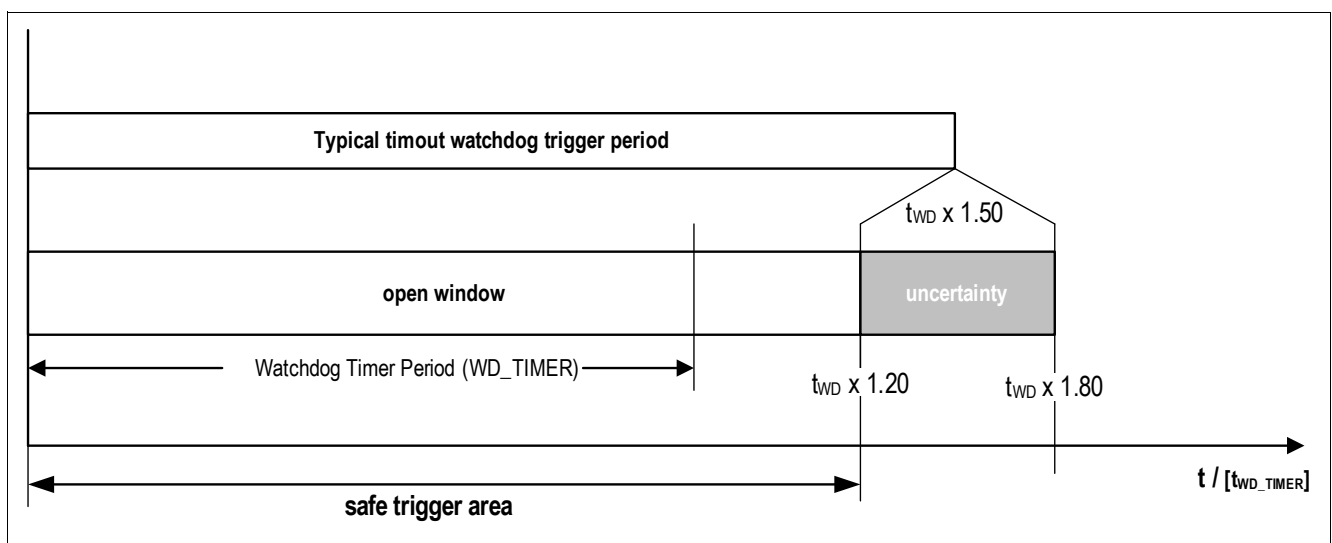 Typical timout watchdog trigger period
tWD x 1.50
open window
uncertainty
Watchdog Timer Period (WD_TIMER)
tWD x 1.20
tWD x 1.80
t / [tWD_TIMER]
safe trigger area